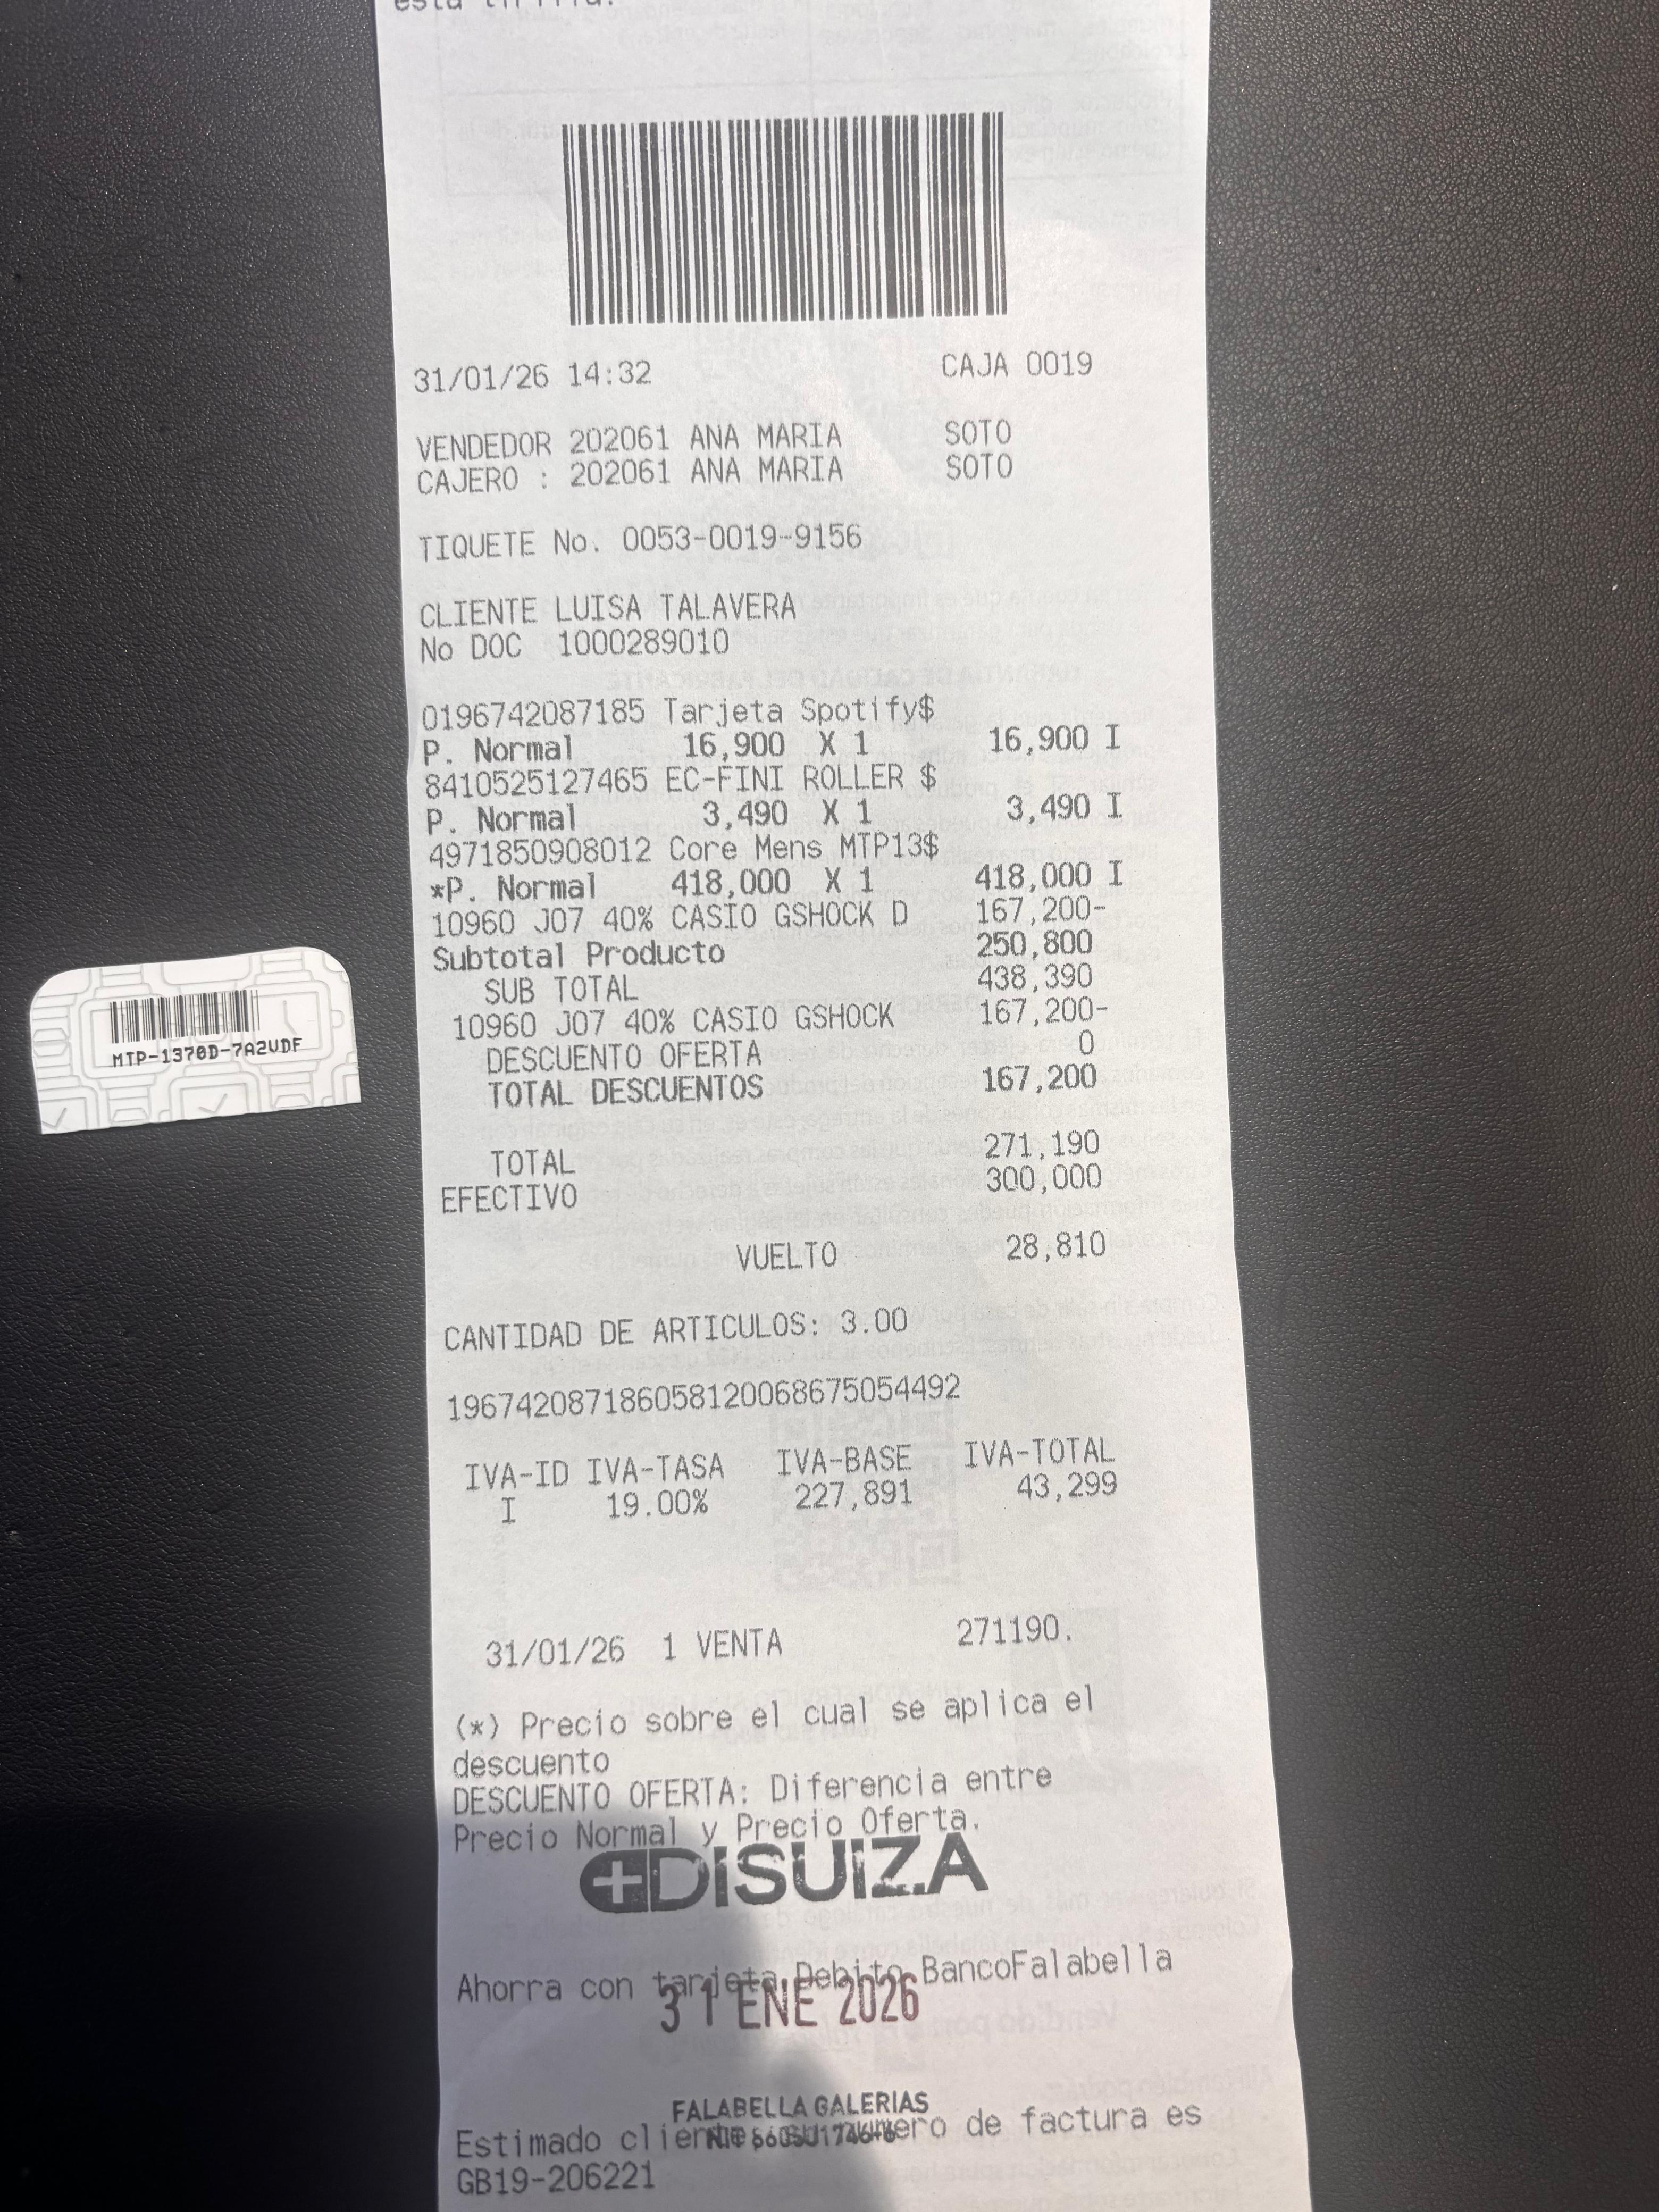 31/01/26 14:32 CAJA 0019
VENDEDOR 202061 ANA MARIA SOTO
CAJERO : 202061 ANA MARIA SOTO
TIQUETE No. 0053-0019-9156
CLIENTE LUISA TALAVERA
No DOC 1000289010
0196742087185 Tarjeta Spotify$
P. Normal 16,900 X 1 16,900 I
8410525127465 EC-FINI ROLLER $
P. Normal 3,490 X 1 3,490 I
4971850908012 Core Mens MTP13$
*P. Normal 418,000 X 1 418,000 I
10960 J07 40% CASIO GSHOCK D 167,200-
Subtotal Producto 250,800
SUB TOTAL 438,390
10960 J07 40% CASIO GSHOCK 167,200-
DESCUENTO OFERTA 0
TOTAL DESCUENTOS 167,200
TOTAL 271,190
EFECTIVO 300,000
VUELTO 28,810
CANTIDAD DE ARTICULOS: 3.00
196742087186058120068675054492
IVA-ID IVA-TASA IVA-BASE IVA-TOTAL
I 19.00% 227,891 43,299
31/01/26 1 VENTA 271190.
(*) Precio sobre el cual se aplica el
descuento
DESCUENTO OFERTA: Diferencia entre
Precio Normal y Precio Oferta.
DISUIZA
Ahorra con tarjeta Debito BancoFalabella
31 ENE 2026
FALABELLA GALERIAS
Estimado cliente su numero de factura es
GB19-206221
MTP-1370D-7A2VDF